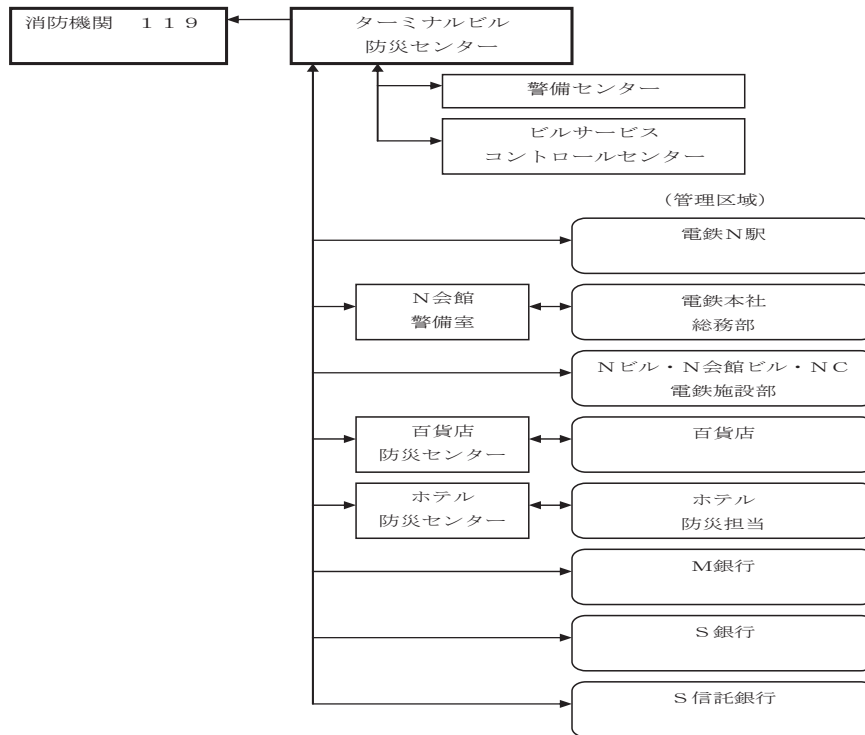 消防機関　１１９
ターミナルビル
防災センター
警備センター
ビルサービス
コントロールセンター
（管理区域）
電鉄Ｎ駅
Ｎ会館
警備室
電鉄本社
総務部
Ｎビル・Ｎ会館ビル・ＮＣ
電鉄施設部
百貨店
防災センター
百貨店
ホテル
防災センター
ホテル
防災担当
Ｍ銀行
Ｓ銀行
Ｓ信託銀行